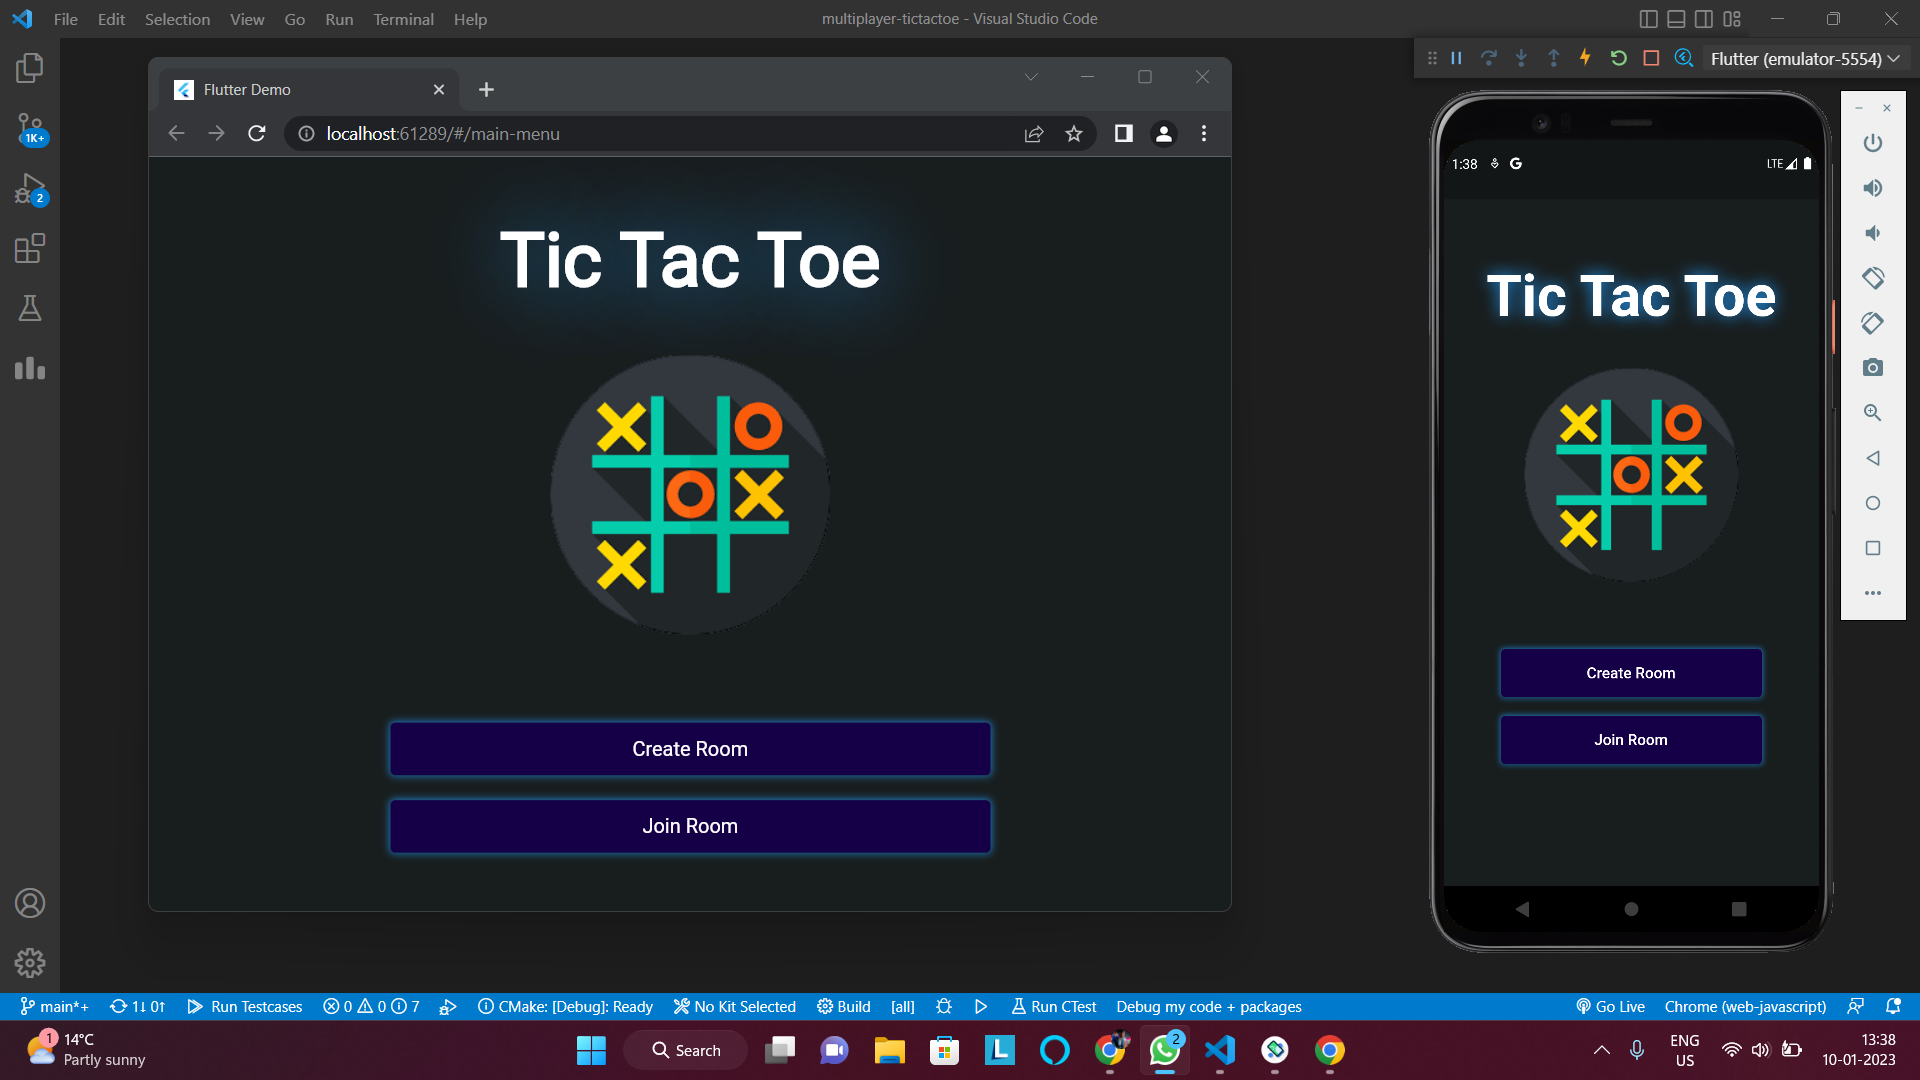 File Edit Selection View Go Run Terminal Help
multiplayer-tictactoe - Visual Studio Code
Flutter (emulator-5554)
Flutter Demo
localhost:61289/#/main-menu
1K+
2
Tic Tac Toe
Create Room
Join Room
1:38 G LTE
Tic Tac Toe
Create Room
Join Room
main*+ 1↓ 0↑ Run Testcases 0 0 7 CMake: [Debug]: Ready No Kit Selected Build [all] Run CTest Debug my code + packages Go Live Chrome (web-javascript)
1
14°C
Partly sunny
Search
L
2
ENG
US
13:38
10-01-2023